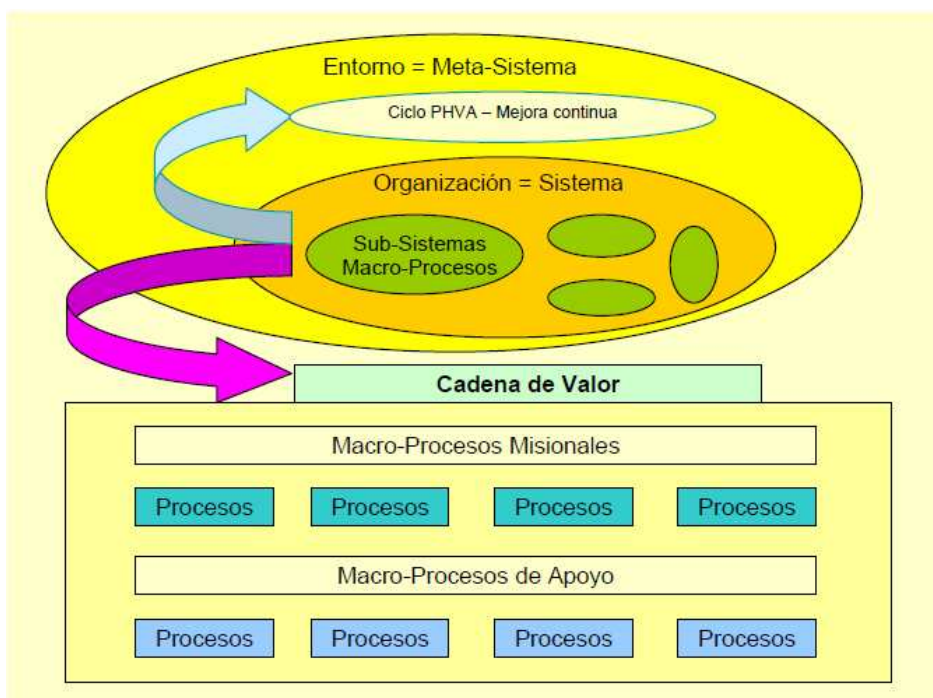 Entorno = Meta-Sistema
Ciclo PHVA – Mejora continua
Organización = Sistema
Sub-Sistemas
Macro-Procesos
Cadena de Valor
Macro-Procesos Misionales
Procesos Procesos Procesos Procesos
Macro-Procesos de Apoyo
Procesos Procesos Procesos Procesos